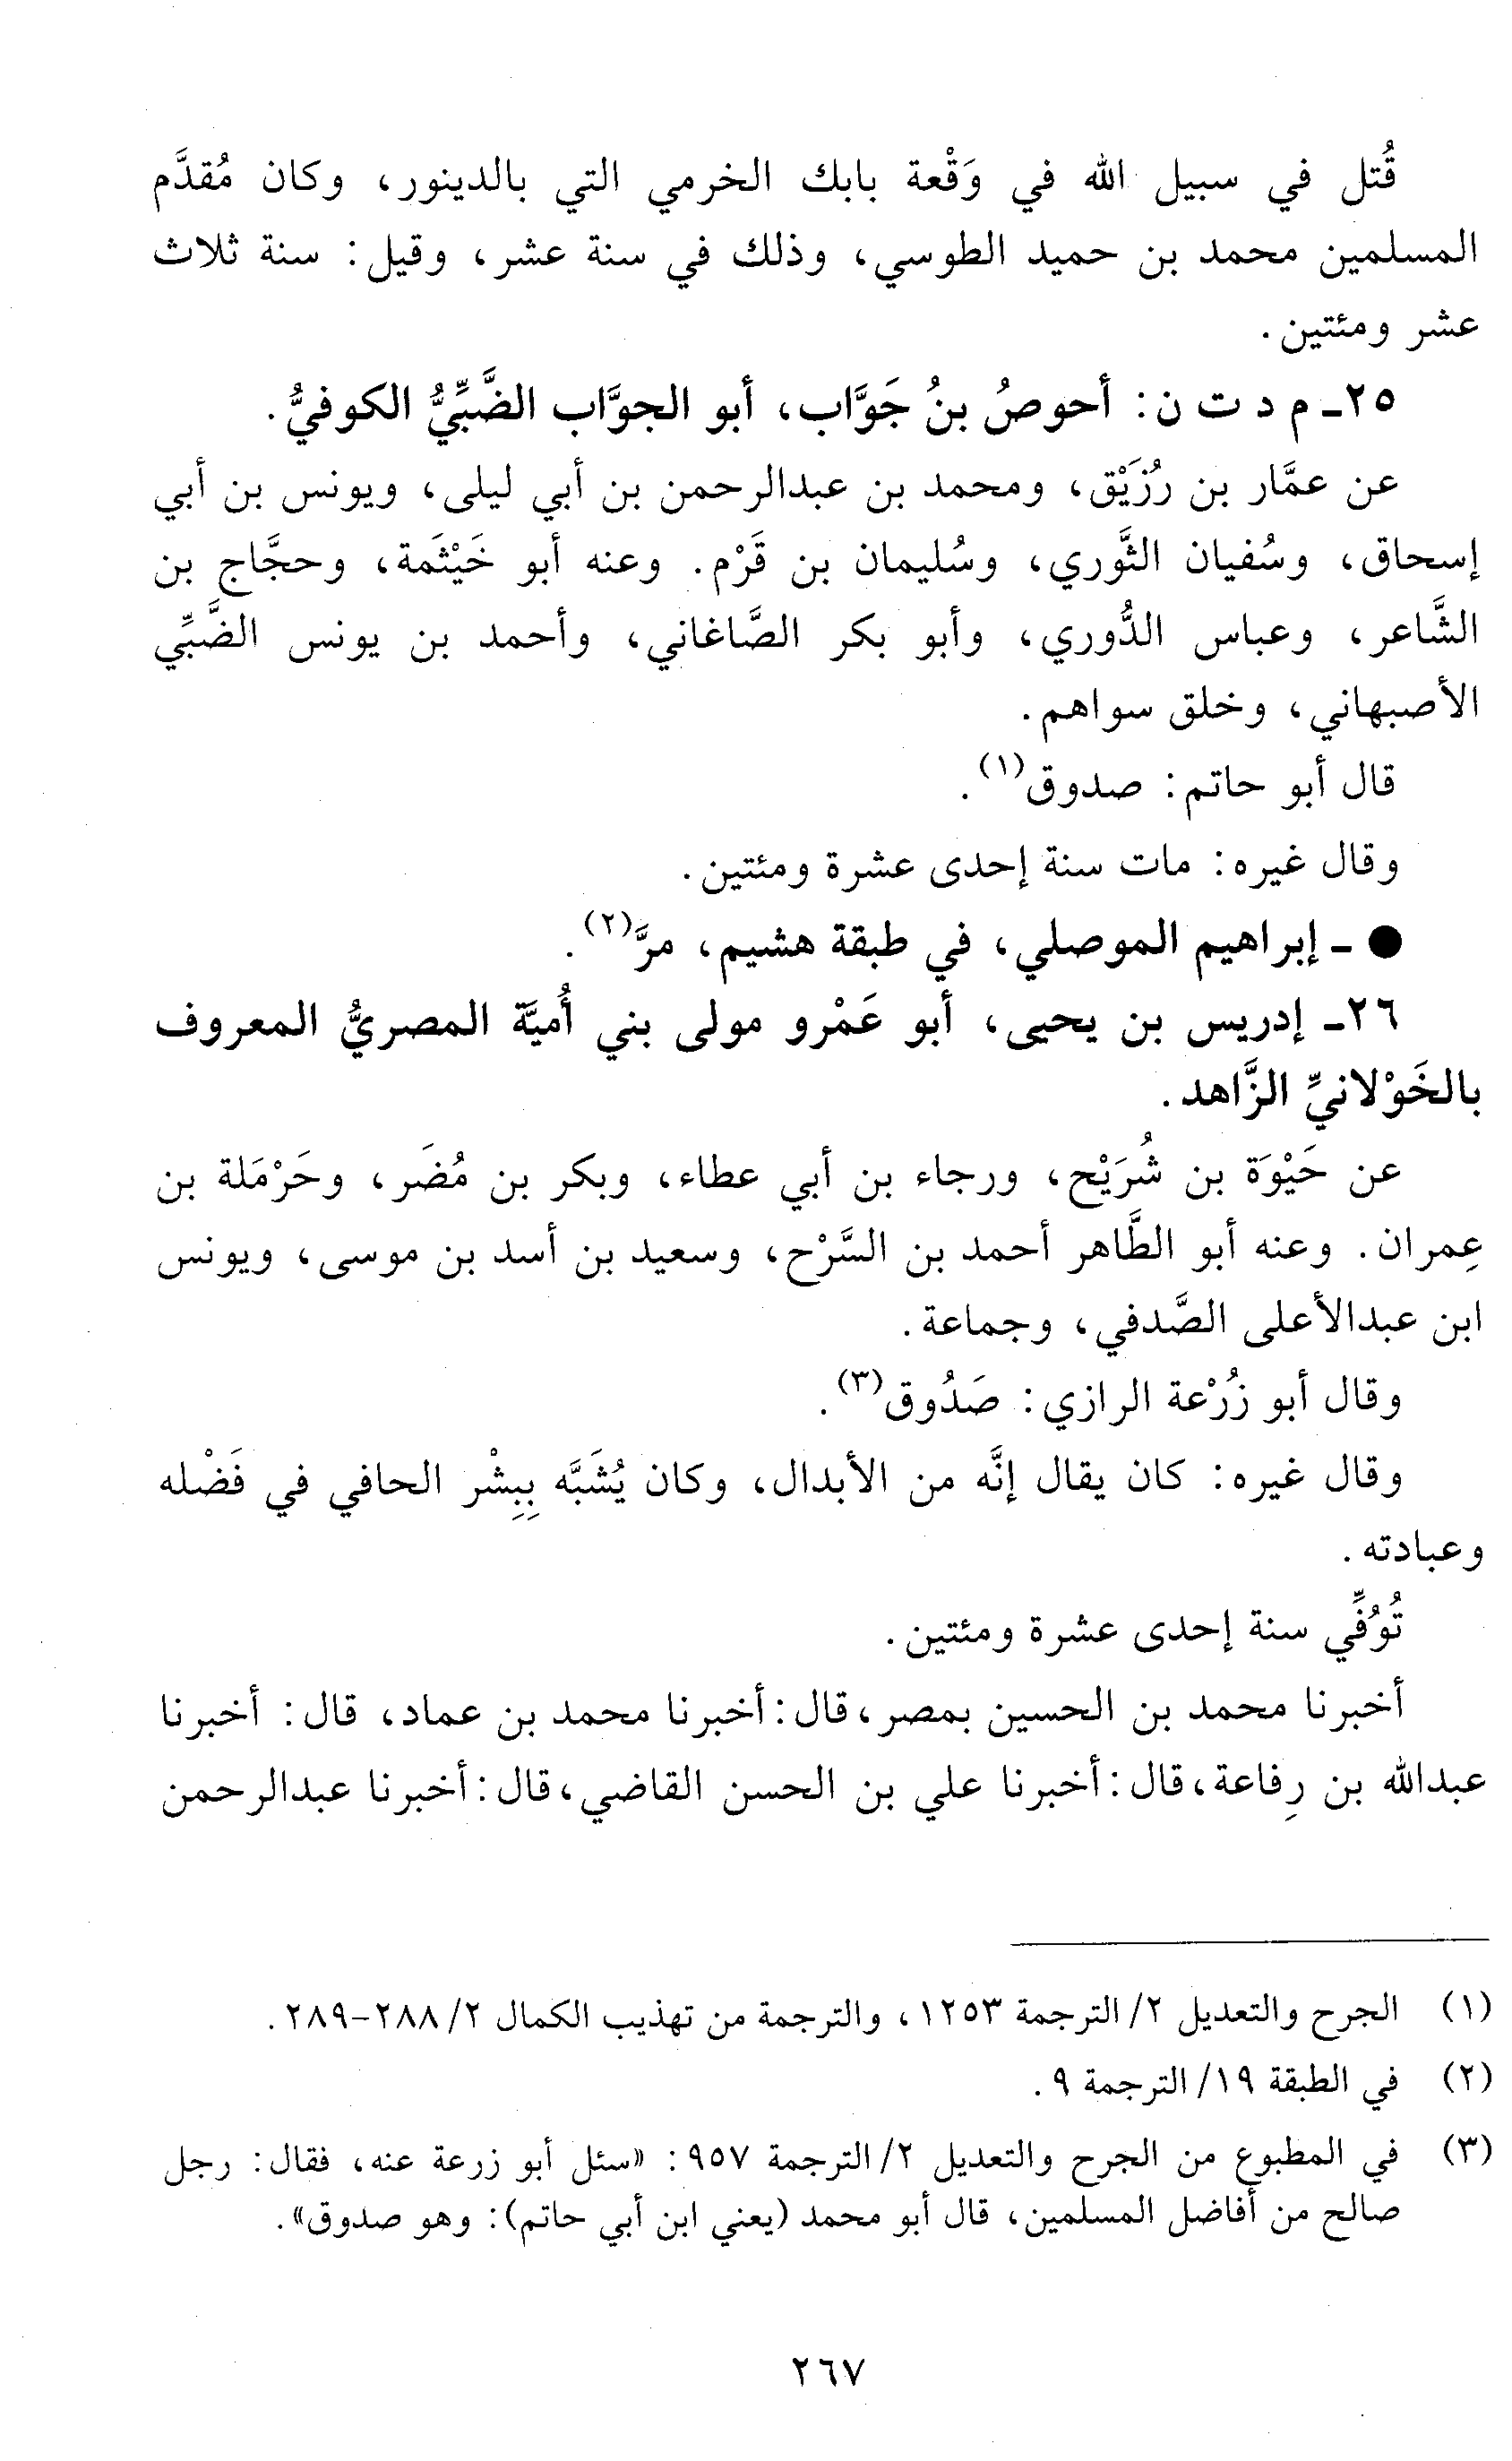 قُتل في سبيل الله في وَقْعة بابك الخرمي التي بالدينور، وكان مُقدَّم
المسلمين محمد بن حميد الطوسي، وذلك في سنة عشر، وقيل: سنة ثلاث
عشر ومئتين.
٢٥ـ م د ت ن: أحوصُ بنُ جَوَّاب، أبو الجوَّاب الضَّبِّيُّ الكوفيُّ.
عن عمَّار بن رُزَيْق، ومحمد بن عبدالرحمن بن أبي ليلى، ويونس بن أبي
إسحاق، وسُفيان الثَّوري، وسُليمان بن قَرْم. وعنه أبو خَيْثَمة، وحجَّاج بن
الشَّاعر، وعباس الدُّوري، وأبو بكر الصَّاغاني، وأحمد بن يونس الضَّبِّي
الأصبهاني، وخلق سواهم.
قال أبو حاتم: صدوق(١).
وقال غيره: مات سنة إحدى عشرة ومئتين.
● ـ إبراهيم الموصلي، في طبقة هشيم، مرَّ(٢).
٢٦ـ إدريس بن يحيى، أبو عَمْرو مولى بني أُميَّة المصريُّ المعروف
بالخَوْلانيِّ الزَّاهد.
عن حَيْوَة بن شُرَيْح، ورجاء بن أبي عطاء، وبكر بن مُضَر، وحَرْمَلة بن
عِمران. وعنه أبو الطَّاهر أحمد بن السَّرْح، وسعيد بن أسد بن موسى، ويونس
ابن عبدالأعلى الصَّدفي، وجماعة.
وقال أبو زُرْعة الرازي: صَدُوق(٣).
وقال غيره: كان يقال إنَّه من الأبدال، وكان يُشَبَّه بِبِشْر الحافي في فَضْله
وعبادته.
تُوُفِّي سنة إحدى عشرة ومئتين.
أخبرنا محمد بن الحسين بمصر، قال: أخبرنا محمد بن عماد، قال: أخبرنا
عبدالله بن رِفاعة، قال: أخبرنا علي بن الحسن القاضي، قال: أخبرنا عبدالرحمن
(١) الجرح والتعديل ٢/ الترجمة ١٢٥٣، والترجمة من تهذيب الكمال ٢/ ٢٨٨-٢٨٩.
(٢) في الطبقة ١٩/ الترجمة ٩.
(٣) في المطبوع من الجرح والتعديل ٢/ الترجمة ٩٥٧: «سئل أبو زرعة عنه، فقال: رجل
صالح من أفاضل المسلمين، قال أبو محمد (يعني ابن أبي حاتم): وهو صدوق».
٢٦٧